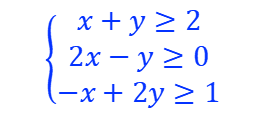 x + y ≥ 2
2x − y ≥ 0
−x + 2y ≥ 1